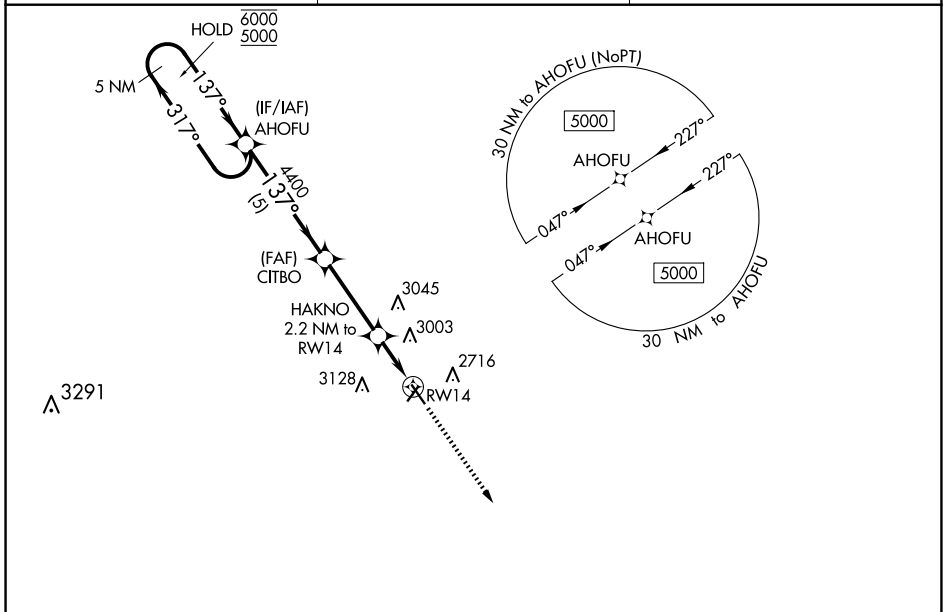 HOLD 6000
5000
5 NM
137°
317°
(IF/IAF)
AHOFU
4400
137°
(5)
(FAF)
CITBO
HAKNO
2.2 NM to
RW14
3045
3003
2716
3128
RW14
3291
30 NM to AHOFU (NoPT)
5000
227°
AHOFU
047°
227°
AHOFU
047°
5000
30 NM to AHOFU